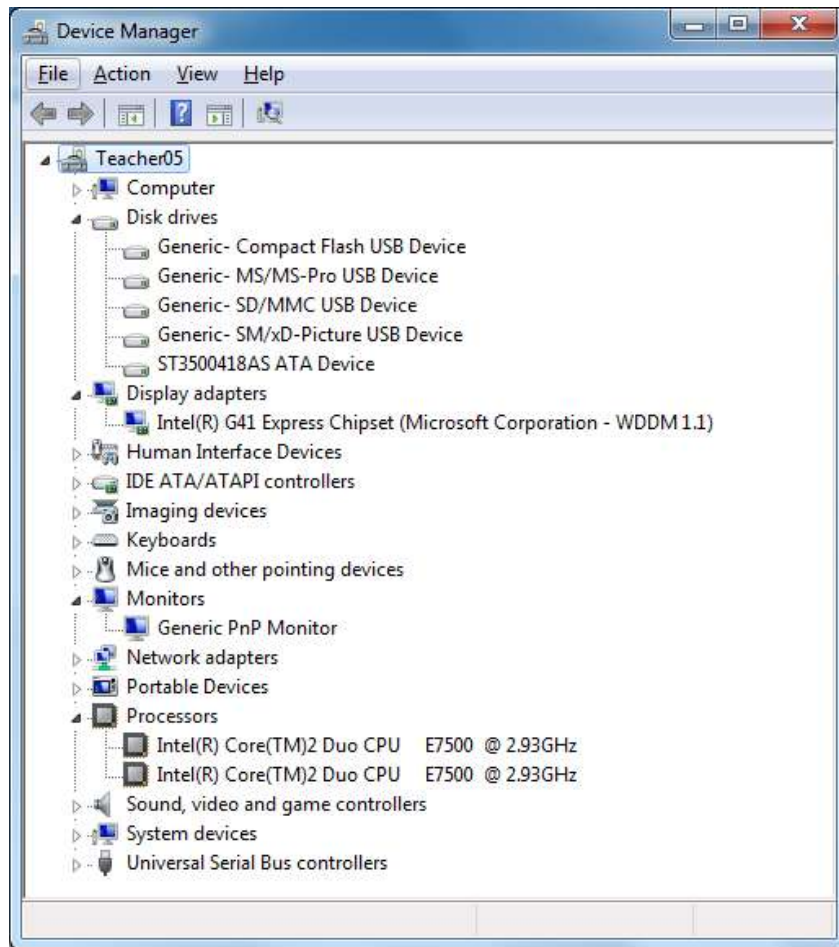 Device Manager
File Action View Help
Teacher05
Computer
Disk drives
Generic- Compact Flash USB Device
Generic- MS/MS-Pro USB Device
Generic- SD/MMC USB Device
Generic- SM/xD-Picture USB Device
ST3500418AS ATA Device
Display adapters
Intel(R) G41 Express Chipset (Microsoft Corporation - WDDM 1.1)
Human Interface Devices
IDE ATA/ATAPI controllers
Imaging devices
Keyboards
Mice and other pointing devices
Monitors
Generic PnP Monitor
Network adapters
Portable Devices
Processors
Intel(R) Core(TM)2 Duo CPU E7500 @ 2.93GHz
Intel(R) Core(TM)2 Duo CPU E7500 @ 2.93GHz
Sound, video and game controllers
System devices
Universal Serial Bus controllers